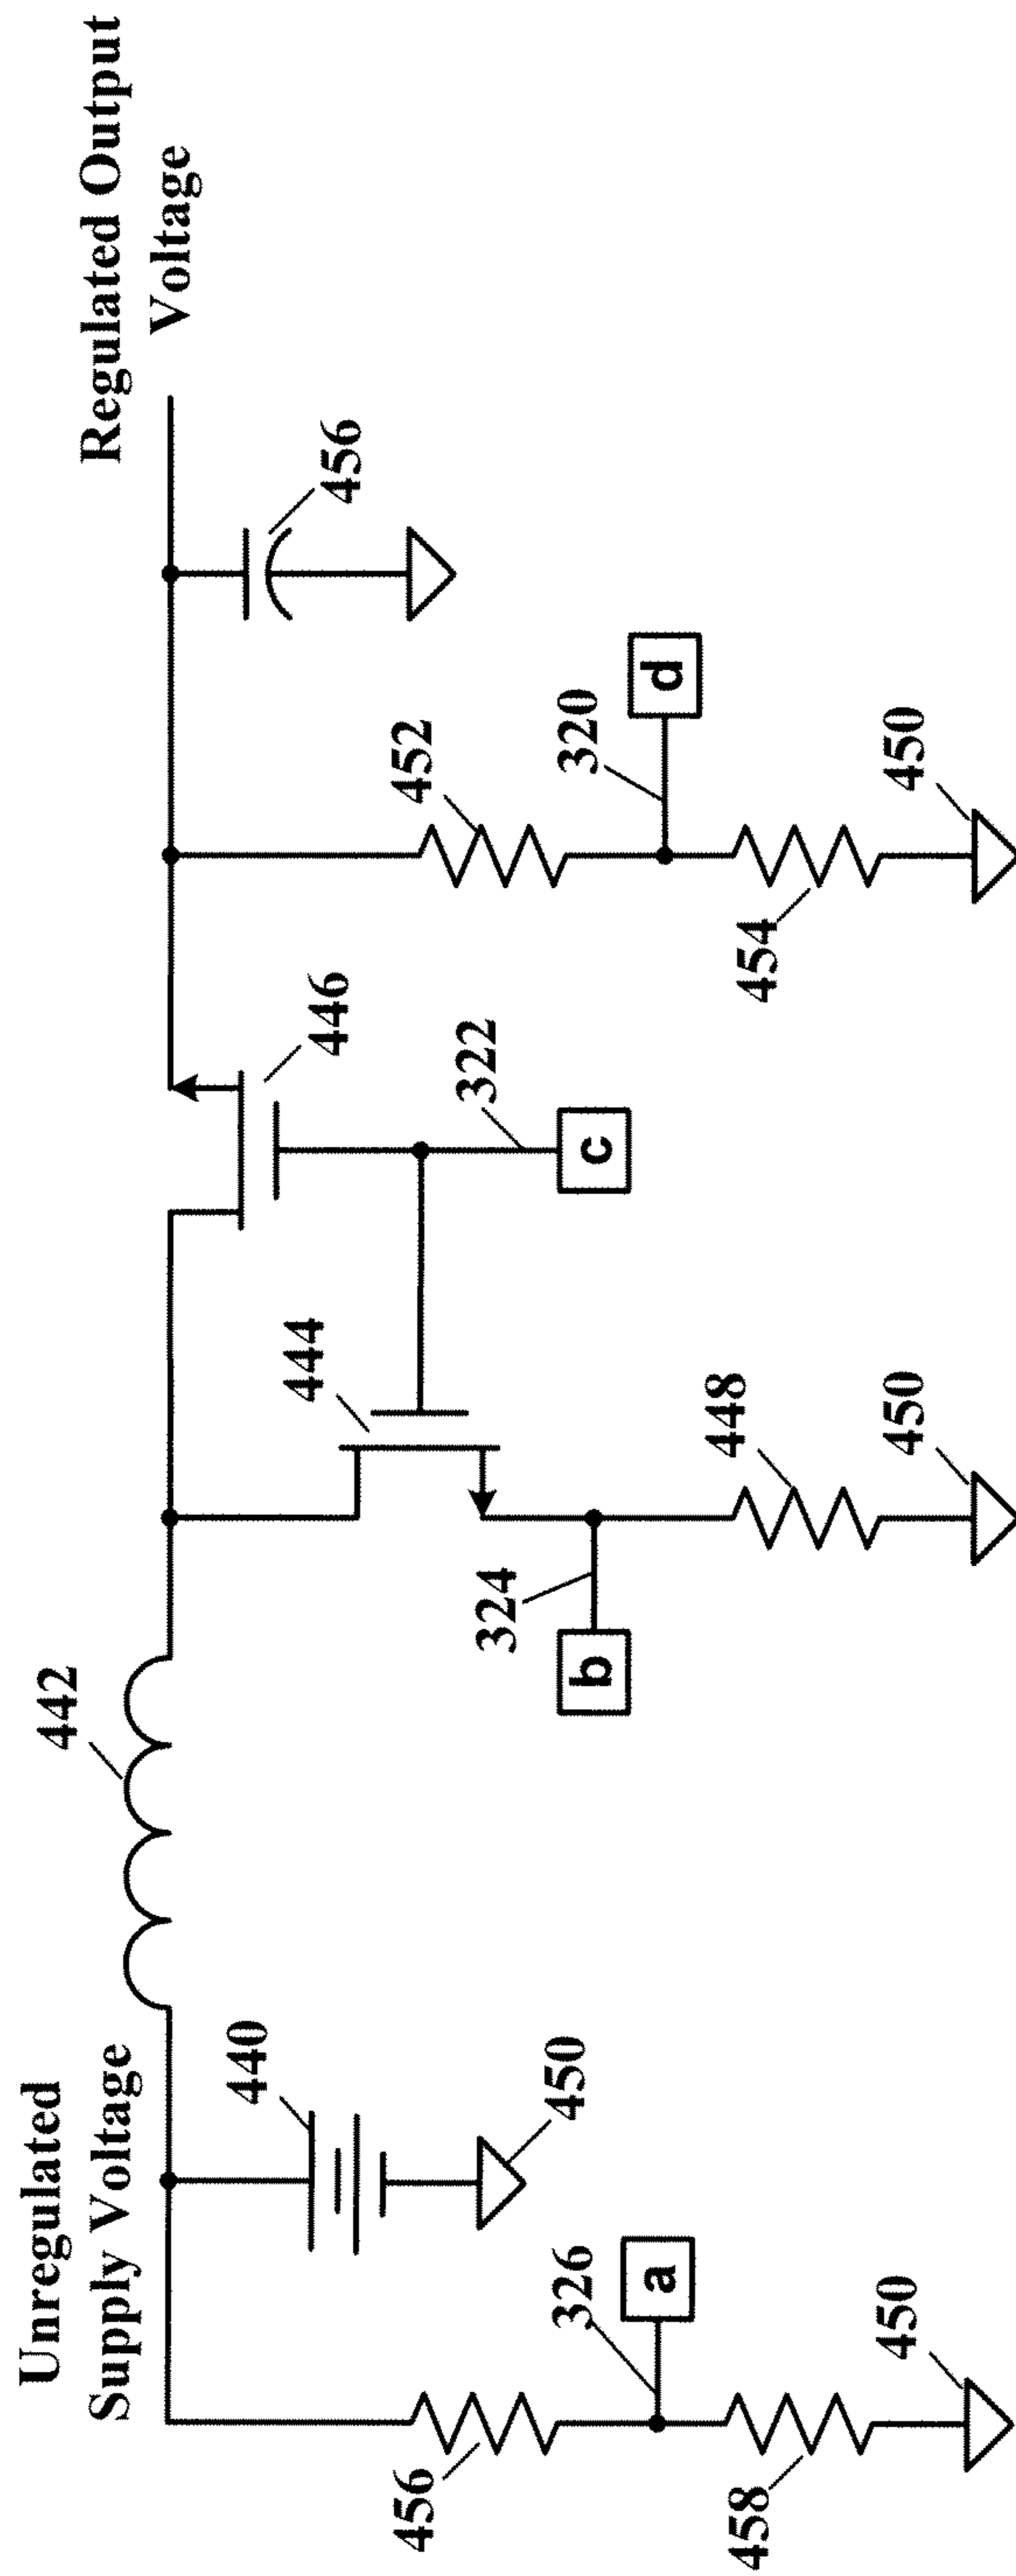 Unregulated
Supply Voltage
Regulated Output
Voltage
442
440
450
456
326
a
458
450
444
324
b
448
450
446
322
c
452
320
d
454
450
456